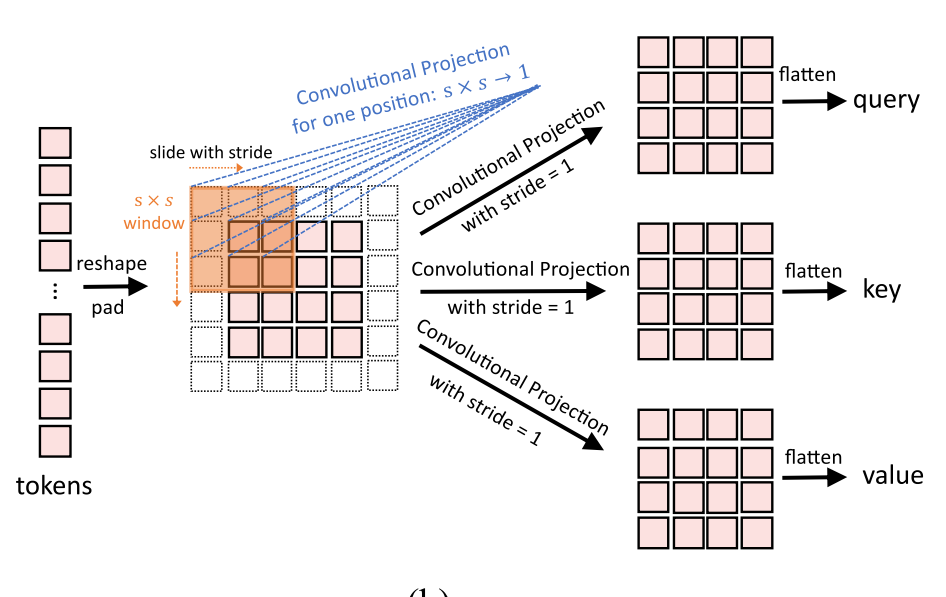 Convolutional Projection
for one position: s × s → 1
slide with stride
s × s
window
reshape
pad
⋮
tokens
Convolutional Projection
with stride = 1
Convolutional Projection
with stride = 1
Convolutional Projection
with stride = 1
flatten
query
flatten
key
flatten
value